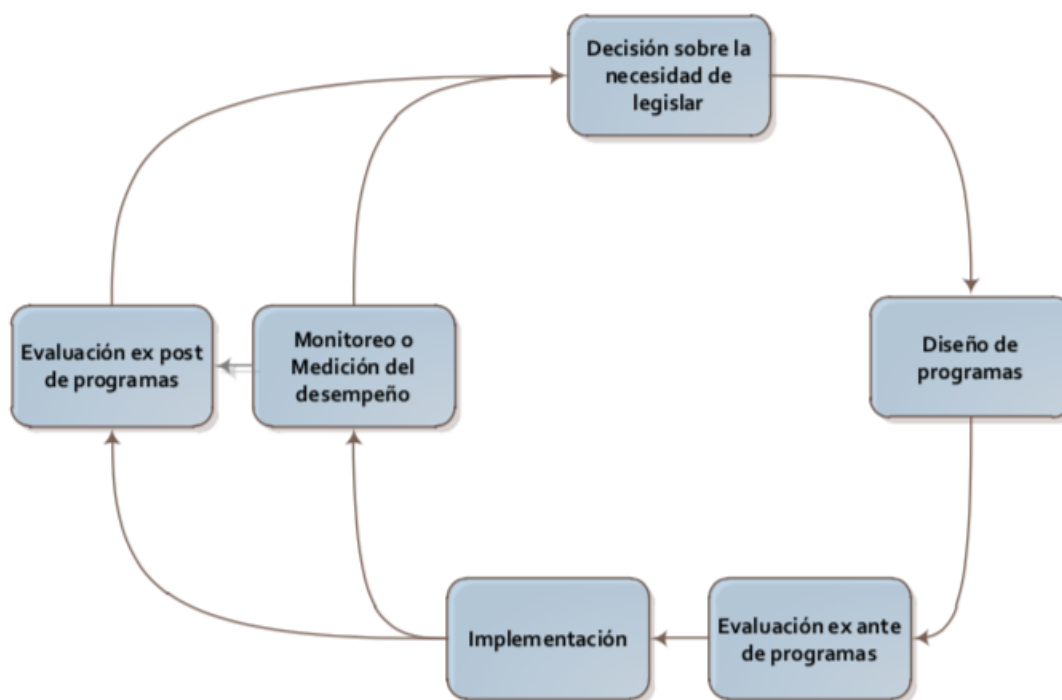 Decisión sobre la
necesidad de
legislar
Diseño de
programas
Evaluación ex ante
de programas
Implementación
Monitoreo o
Medición del
desempeño
Evaluación ex post
de programas